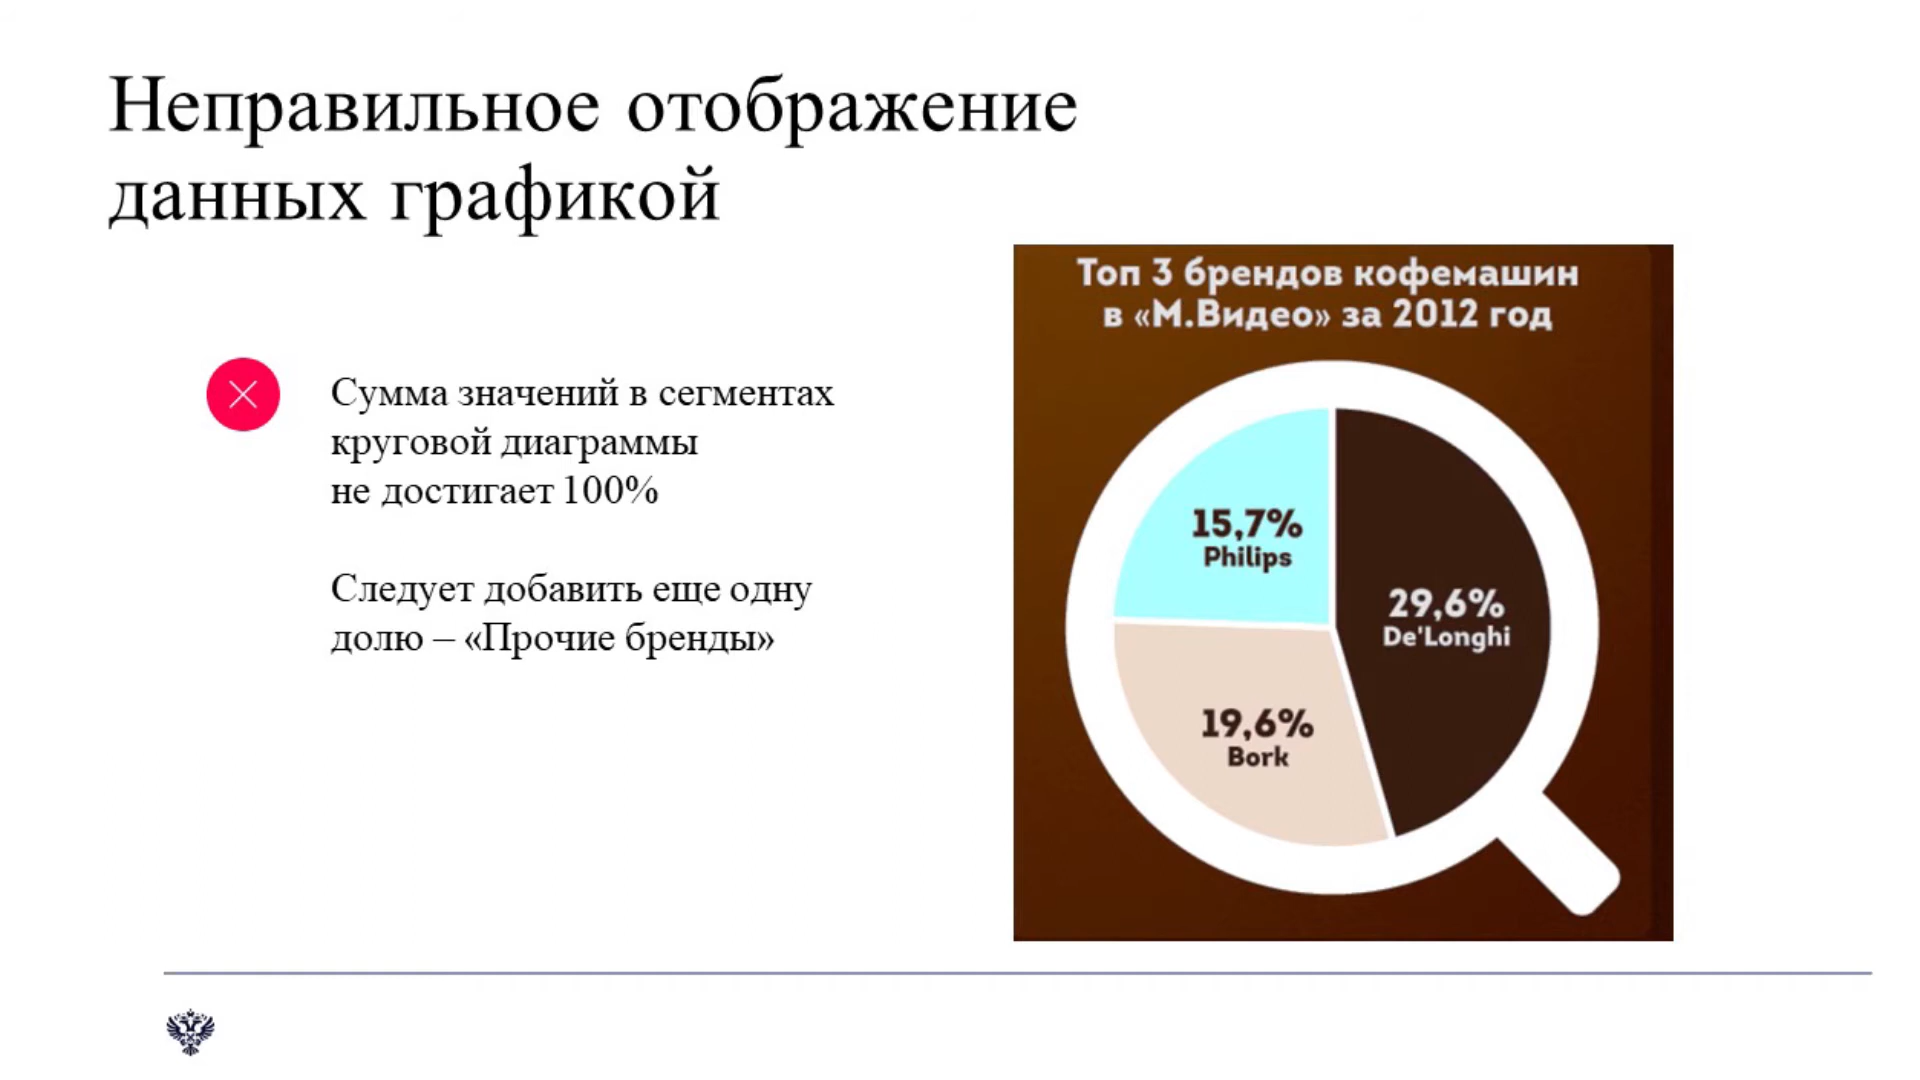 Неправильное отображение
данных графикой
Сумма значений в сегментах
круговой диаграммы
не достигает 100%
Следует добавить еще одну
долю – «Прочие бренды»
Топ 3 брендов кофемашин
в «М.Видео» за 2012 год
15,7%
Philips
29,6%
De'Longhi
19,6%
Bork